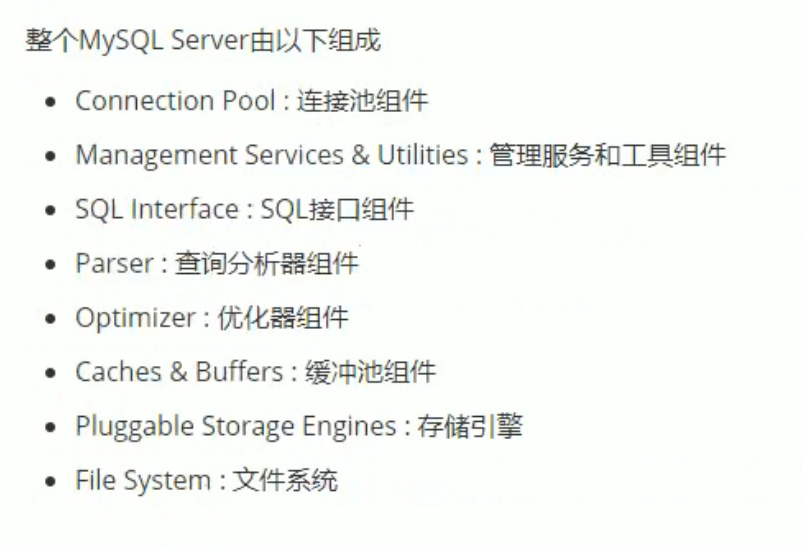 整个MySQL Server由以下组成
• Connection Pool : 连接池组件
• Management Services & Utilities : 管理服务和工具组件
• SQL Interface : SQL接口组件
• Parser : 查询分析器组件
• Optimizer : 优化器组件
• Caches & Buffers : 缓冲池组件
• Pluggable Storage Engines : 存储引擎
• File System : 文件系统